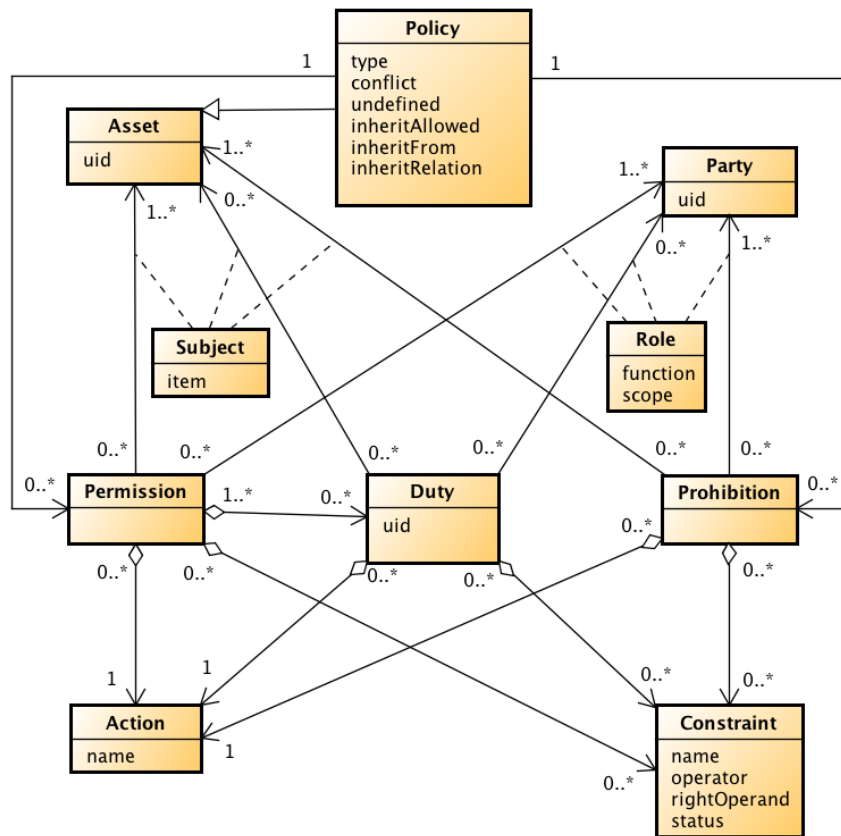 Policy
type
conflict
undefined
inheritAllowed
inheritFrom
inheritRelation
1
1
Asset
uid
1..*
0..*
1..*
Party
uid
1..*
0..*
1..*
Subject
item
Role
function
scope
0..*
0..*
0..*
0..*
0..*
0..*
0..*
Permission
1..*
0..*
Duty
uid
Prohibition
0..*
0..*
0..*
0..*
0..*
0..*
0..*
1
1
1
0..*
0..*
0..*
Action
name
Constraint
name
operator
rightOperand
status